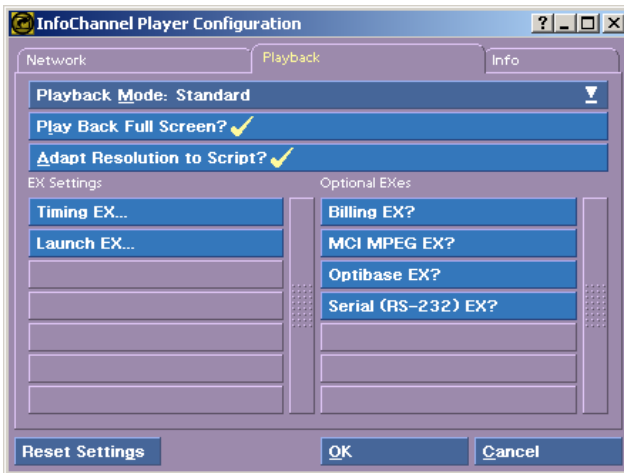 InfoChannel Player Configuration
Network Playback Info
Playback Mode: Standard
Play Back Full Screen?
Adapt Resolution to Script?
EX Settings Optional EXes
Timing EX... Billing EX?
Launch EX... MCI MPEG EX?
Optibase EX?
Serial (RS-232) EX?
Reset Settings OK Cancel